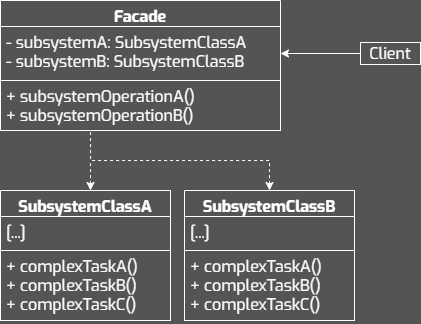 Facade
- subsystemA: SubsystemClassA
- subsystemB: SubsystemClassB
+ subsystemOperationA()
+ subsystemOperationB()
Client
SubsystemClassA
[...]
+ complexTaskA()
+ complexTaskB()
+ complexTaskC()
SubsystemClassB
[...]
+ complexTaskA()
+ complexTaskB()
+ complexTaskC()